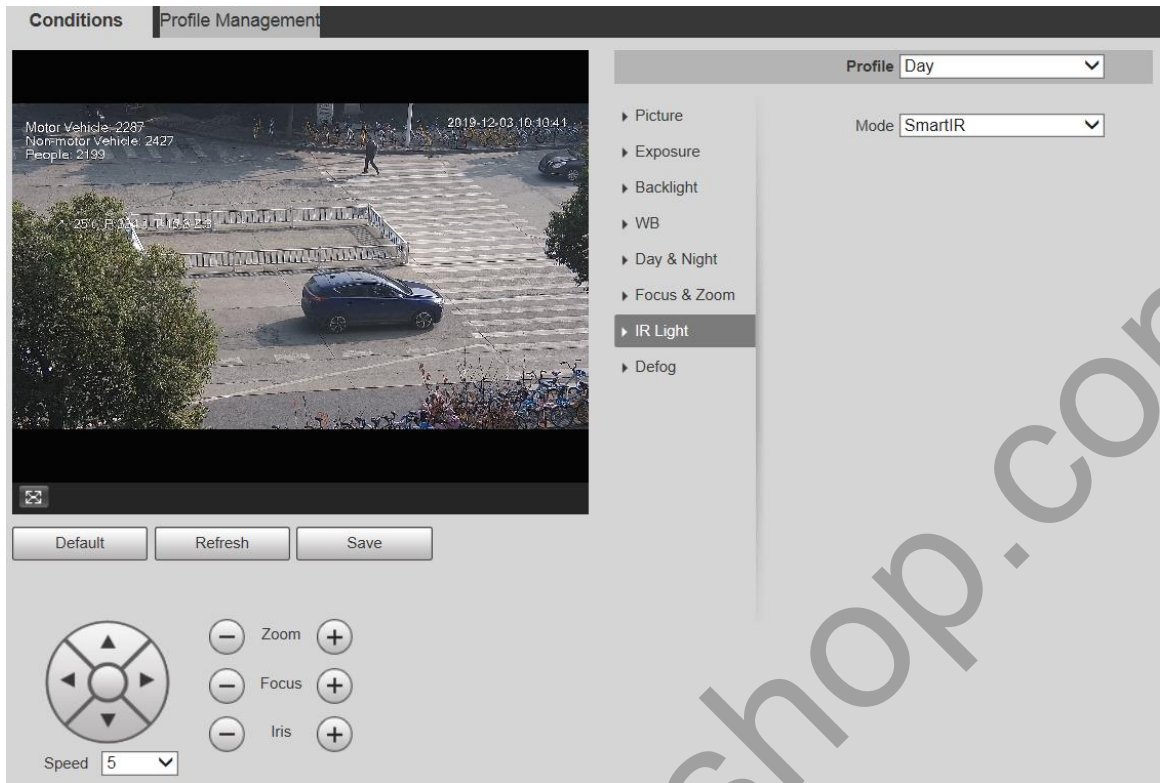 Conditions
Profile Management
Motor Vehicle: 2287
Non-motor Vehicle: 2427
People: 2199
2019-12-03 10:10:41
Default
Refresh
Save
Zoom
Focus
Iris
Speed 5
Profile Day
Picture
Exposure
Backlight
WB
Day & Night
Focus & Zoom
IR Light
Defog
Mode SmartIR
shop.co